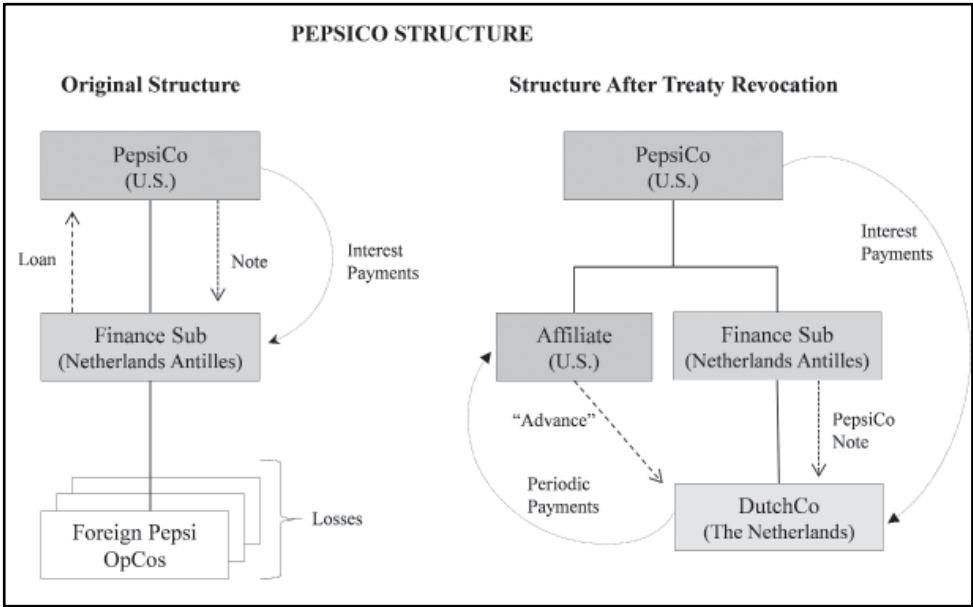 PEPSICO STRUCTURE
Original Structure
PepsiCo
(U.S.)
Loan
Note
Interest
Payments
Finance Sub
(Netherlands Antilles)
Foreign Pepsi
OpCos
Losses
Structure After Treaty Revocation
PepsiCo
(U.S.)
Interest
Payments
Affiliate
(U.S.)
Finance Sub
(Netherlands Antilles)
“Advance”
PepsiCo
Note
Periodic
Payments
DutchCo
(The Netherlands)